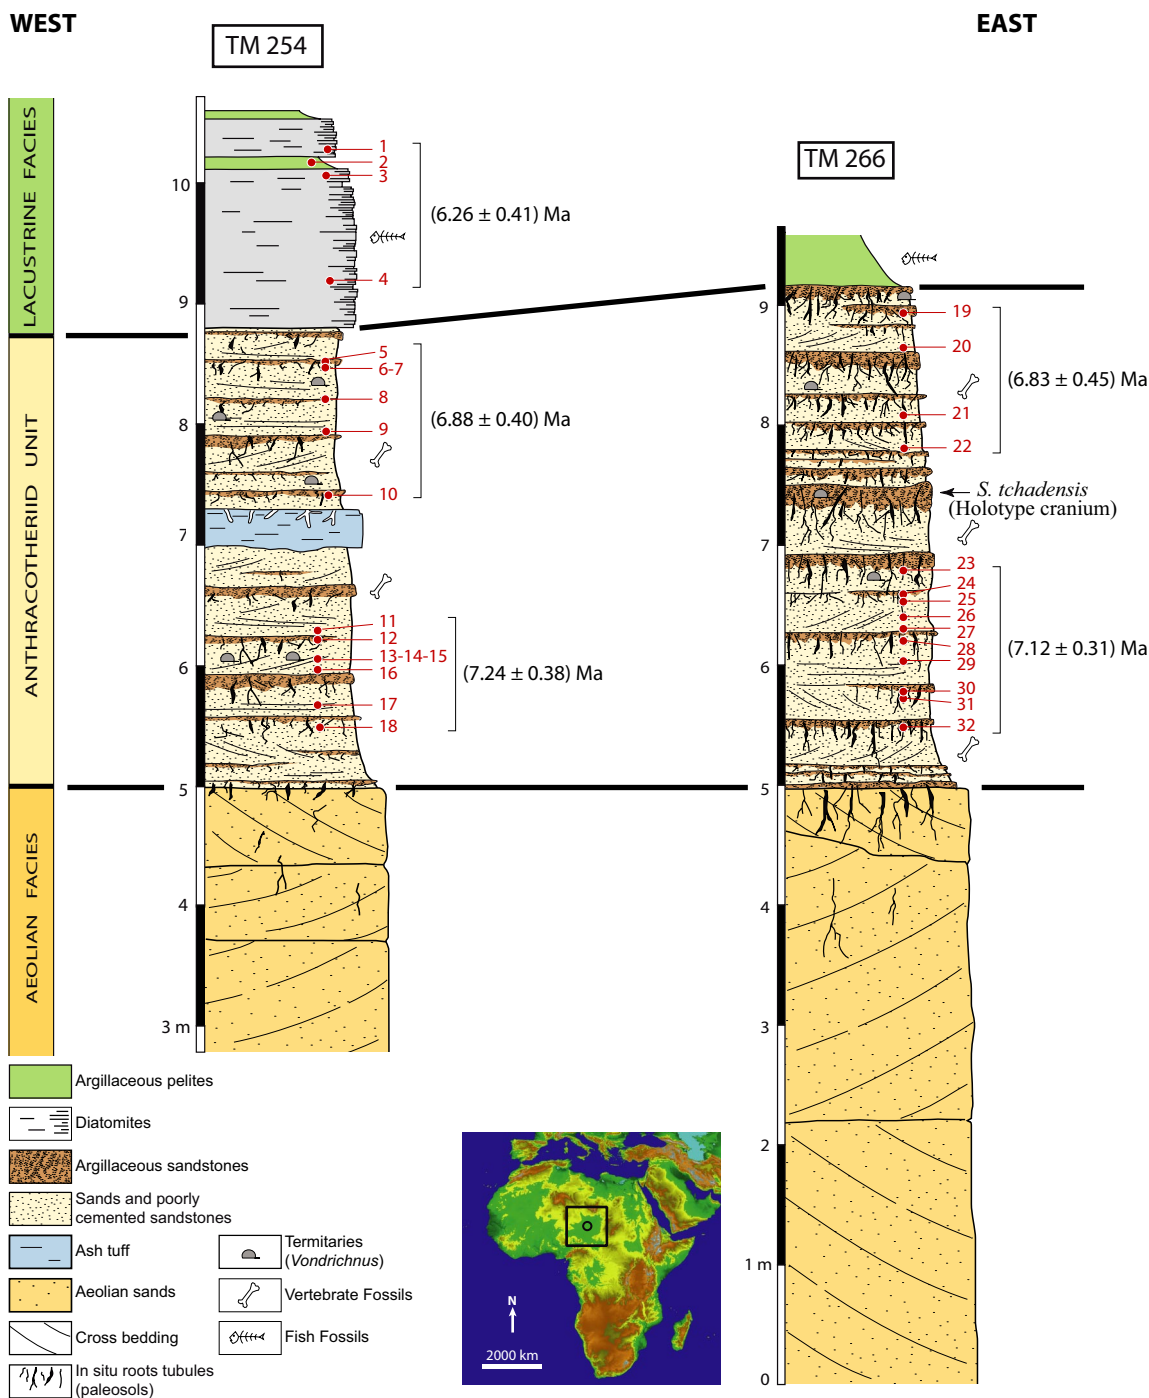 WEST
EAST
TM 254
TM 266
LACUSTRINE FACIES
ANTHRACOTHERID UNIT
AEOLIAN FACIES
10
9
8
7
6
5
4
3 m
1
2
3
4
5
6-7
8
9
10
11
12
13-14-15
16
17
18
(6.26 ± 0.41) Ma
(6.88 ± 0.40) Ma
(7.24 ± 0.38) Ma
9
8
7
6
5
4
3
2
1 m
0
19
20
21
22
23
24
25
26
27
28
29
30
31
32
(6.83 ± 0.45) Ma
S. tchadensis
(Holotype cranium)
(7.12 ± 0.31) Ma
Argillaceous pelites
Diatomites
Argillaceous sandstones
Sands and poorly
cemented sandstones
Ash tuff
Aeolian sands
Cross bedding
In situ roots tubules
(paleosols)
Termitaries
(Vondrichnus)
Vertebrate Fossils
Fish Fossils
N
2000 km